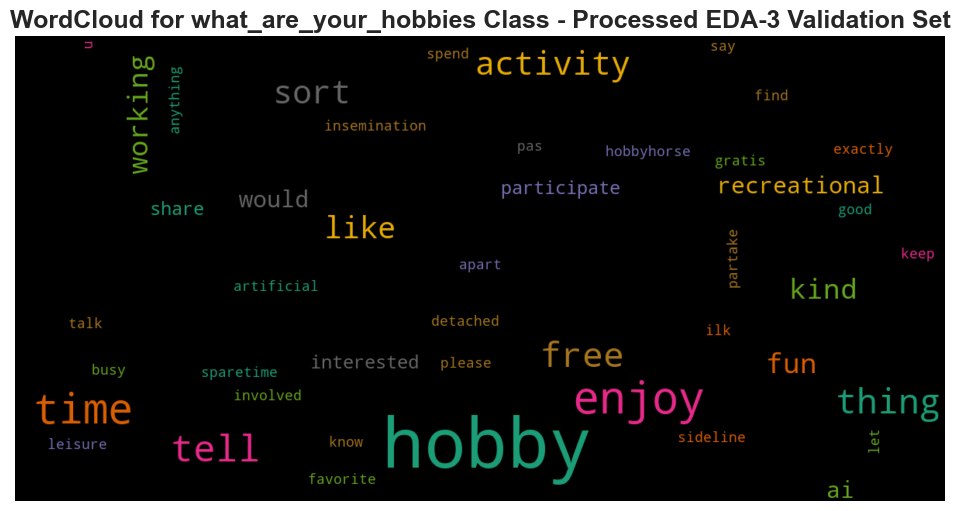 WordCloud for what_are_your_hobbies Class - Processed EDA-3 Validation Set
u
spend
activity
say
working
anything
sort
find
insemination
pas
hobbyhorse
gratis
exactly
participate
recreational
share
would
like
good
apart
partake
keep
artificial
kind
talk
detached
ilk
busy
sparetime
interested
please
free
fun
time
involved
enjoy
thing
leisure
tell
know
hobby
sideline
let
favorite
ai